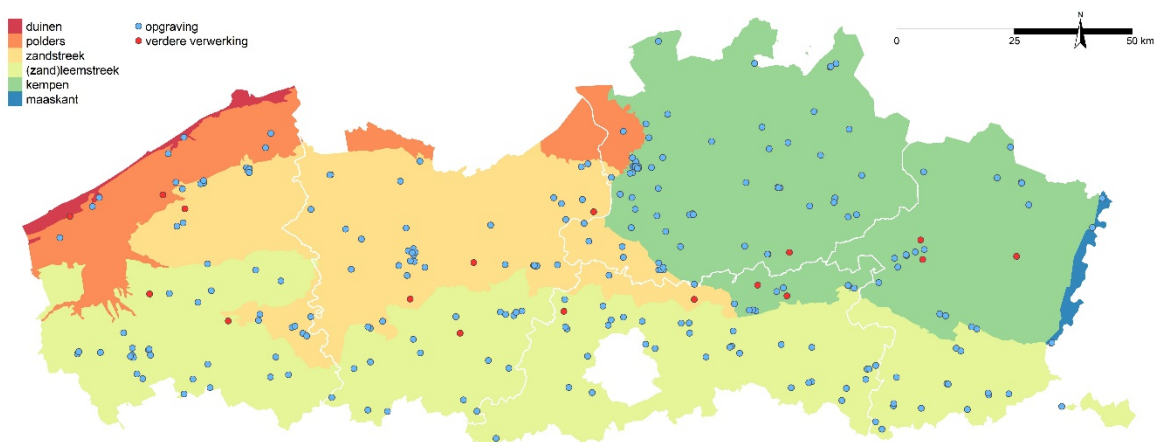 duinen
polders
zandstreek
(zand)leemstreek
kempen
maaskant
opgraving
verdere verwerking
N
0 25 50 km